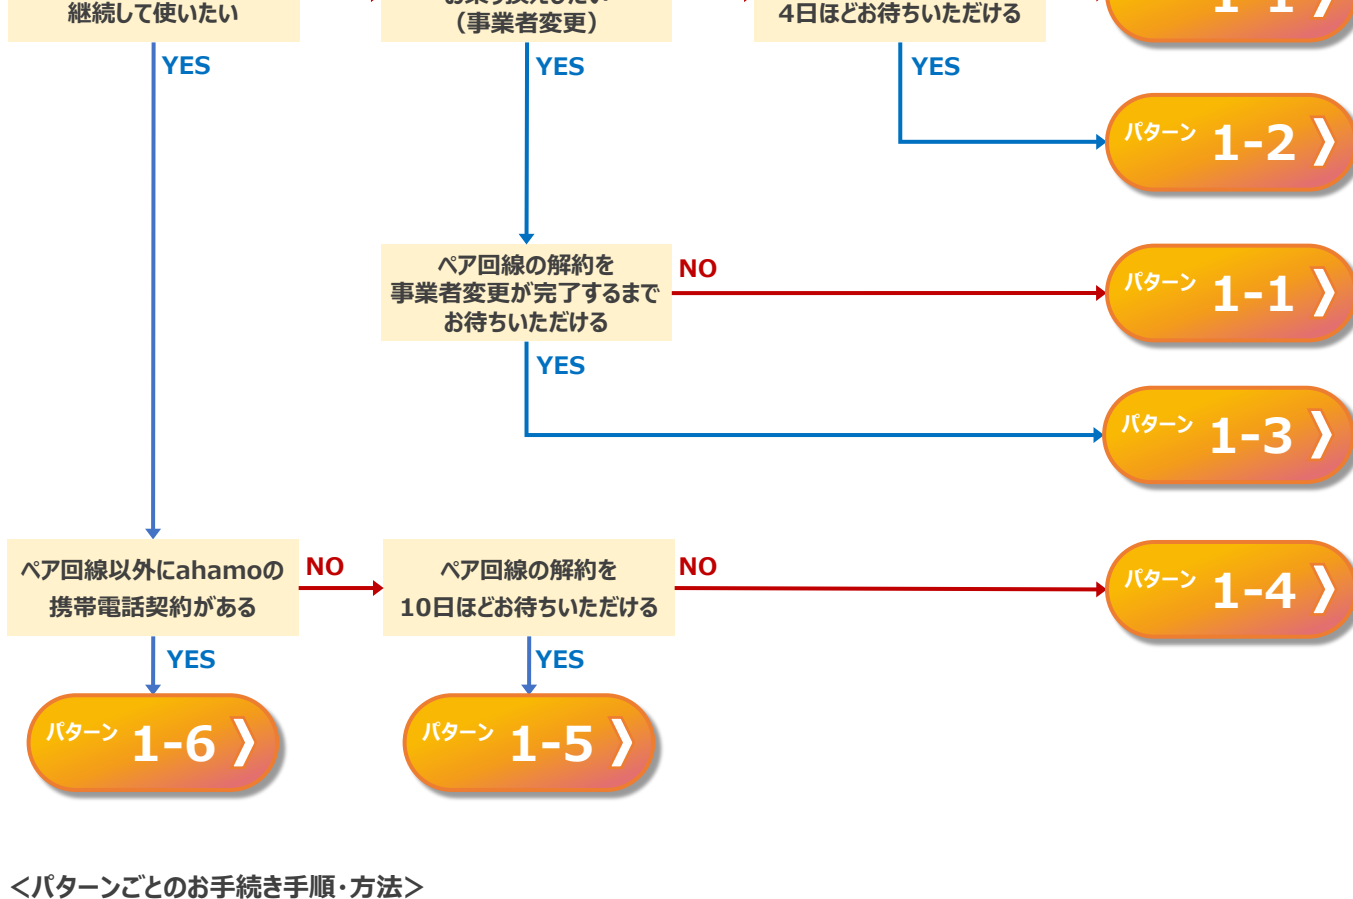 継続して使いたい
（事業者変更）
4日ほどお待ちいただける
YES
YES
YES
パターン 1-2
ペア回線の解約を
事業者変更が完了するまで
お待ちいただける
NO
パターン 1-1
YES
パターン 1-3
ペア回線以外にahamoの
携帯電話契約がある
NO
ペア回線の解約を
10日ほどお待ちいただける
NO
パターン 1-4
YES
YES
パターン 1-6
パターン 1-5
＜パターンごとのお手続き手順・方法＞